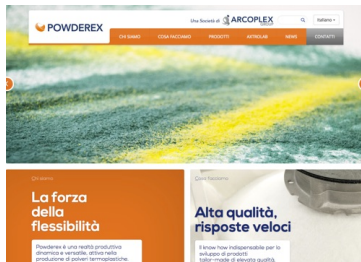 POWDEREX
Una Società di ARCOPLEX
Italiano
CHI SIAMO COSA FACCIAMO PRODOTTI ASTROLAB NEWS CONTATTI
Chi siamo
La forza
della
flessibilità
Powderex è una realtà produttiva
dinamica e versatile, attiva nella
produzione di polveri termoplastiche.
Cosa facciamo
Alta qualità,
risposte veloci
Il know how indispensabile per lo
sviluppo di prodotti
tailor-made di elevata qualità.